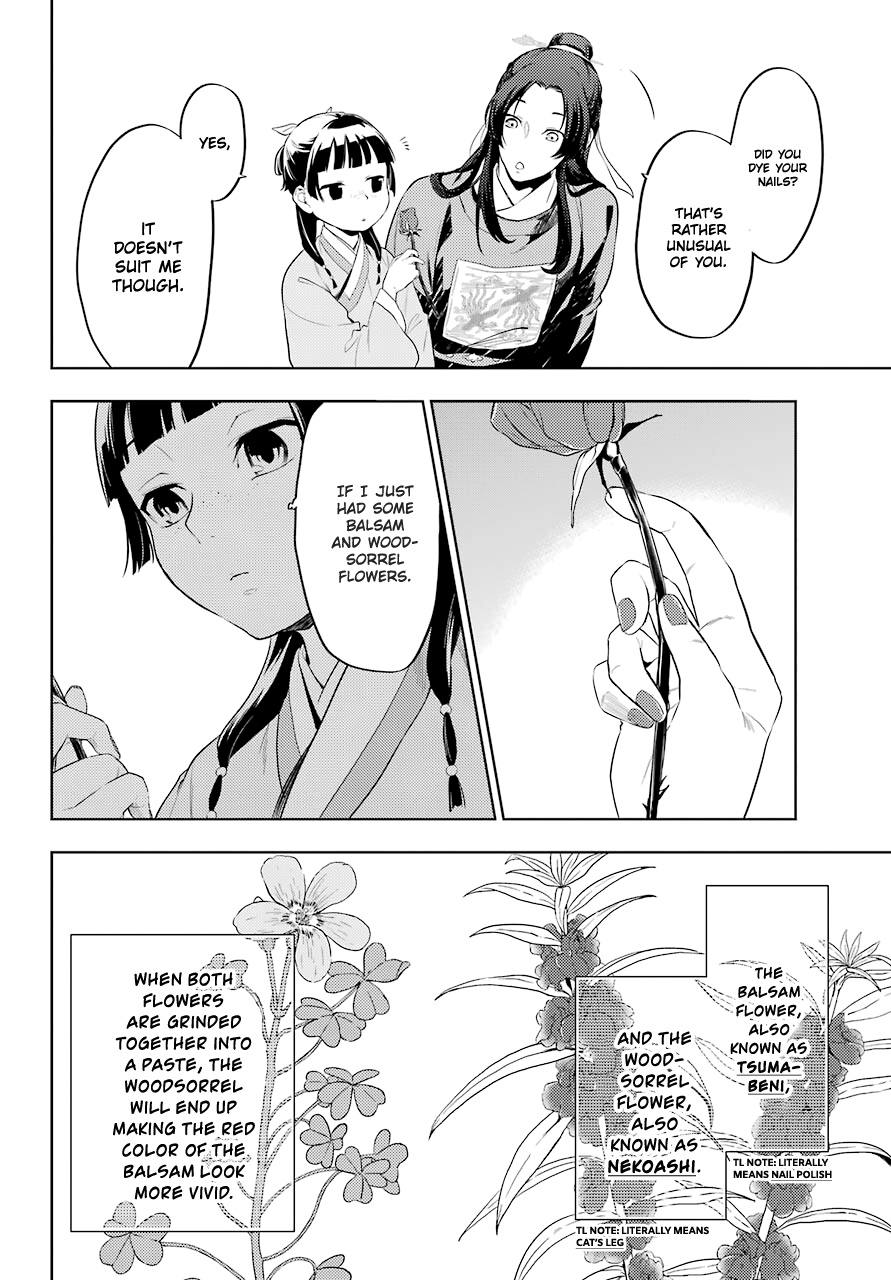 DID YOU
DYE YOUR
NAILS?
THAT'S
RATHER
UNUSUAL
OF YOU.
YES,
IT
DOESN'T
SUIT ME
THOUGH.
IF I JUST
HAD SOME
BALSAM
AND WOOD-
SORREL
FLOWERS.
THE
BALSAM
FLOWER,
ALSO
KNOWN AS
TSUMA-
BENI,
TL NOTE: LITERALLY
MEANS NAIL POLISH
AND THE
WOOD-
SORREL
FLOWER,
ALSO
KNOWN AS
NEKOASHI.
TL NOTE: LITERALLY MEANS
CAT'S LEG
WHEN BOTH
FLOWERS
ARE GRINDED
TOGETHER INTO
A PASTE, THE
WOODSORREL
WILL END UP
MAKING THE RED
COLOR OF THE
BALSAM LOOK
MORE VIVID.